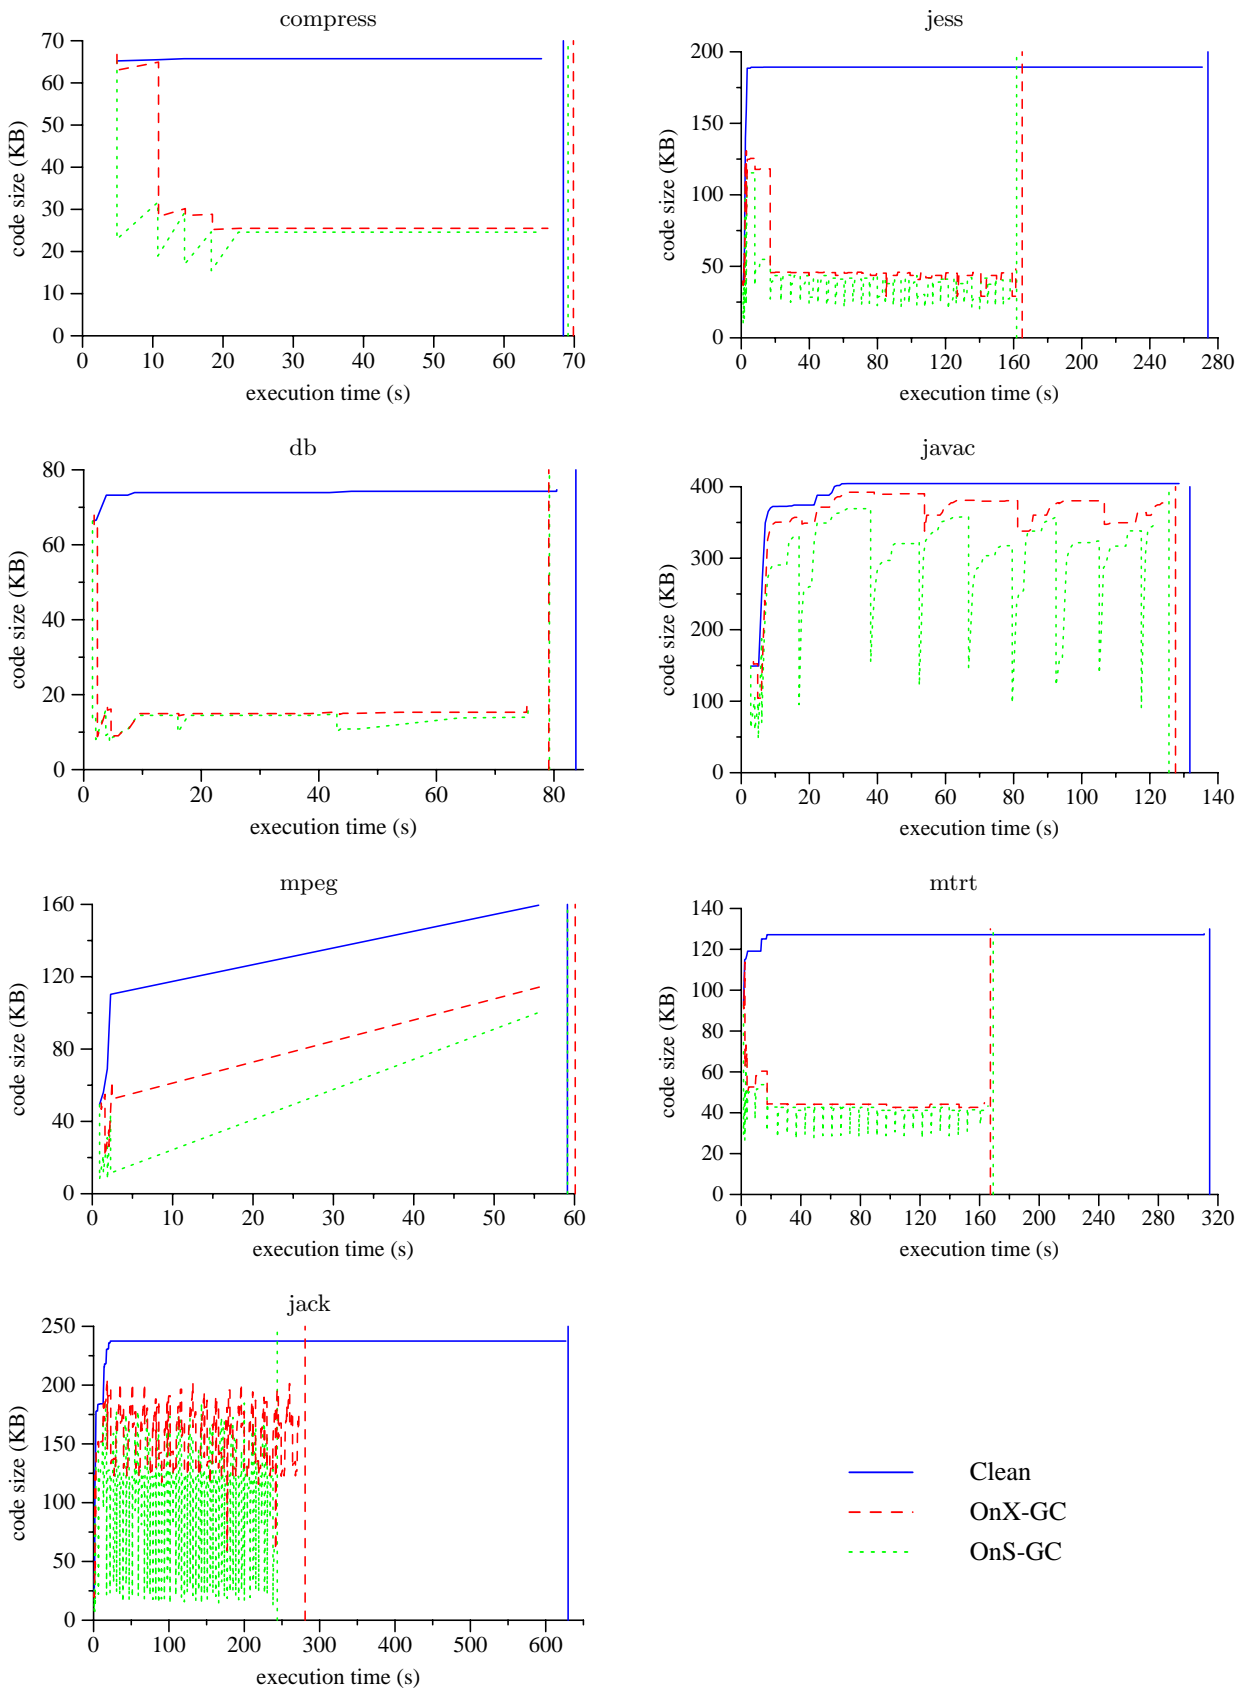 compress
70
60
50
40
30
20
10
0
code size (KB)
0 10 20 30 40 50 60 70
execution time (s)
jess
200
150
100
50
0
code size (KB)
0 40 80 120 160 200 240 280
execution time (s)
db
80
60
40
20
0
code size (KB)
0 20 40 60 80
execution time (s)
javac
400
300
200
100
0
code size (KB)
0 20 40 60 80 100 120 140
execution time (s)
mpeg
160
120
80
40
0
code size (KB)
0 10 20 30 40 50 60
execution time (s)
mtrt
140
120
100
80
60
40
20
0
code size (KB)
0 40 80 120 160 200 240 280 320
execution time (s)
jack
250
200
150
100
50
0
code size (KB)
0 100 200 300 400 500 600
execution time (s)
Clean
OnX-GC
OnS-GC